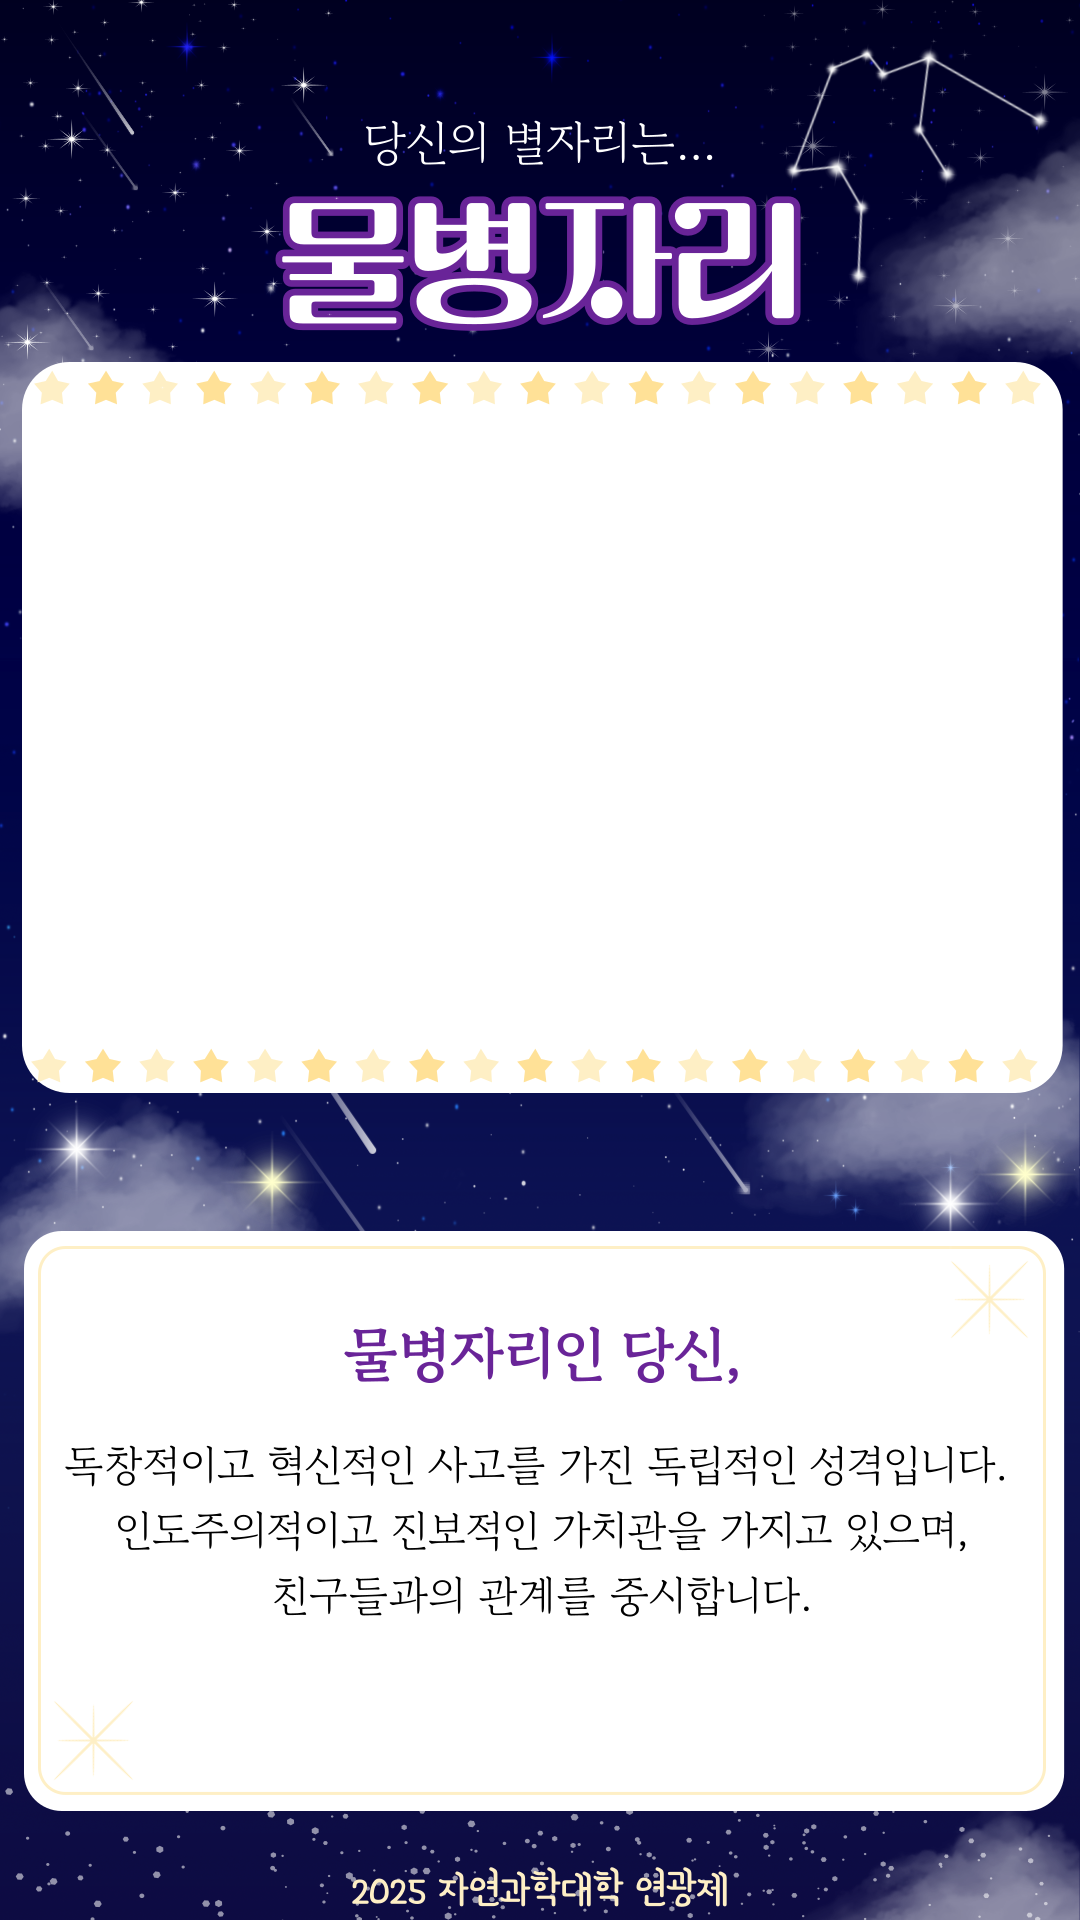 당신의 별자리는...
물병자리
물병자리인 당신,
독창적이고 혁신적인 사고를 가진 독립적인 성격입니다.
인도주의적이고 진보적인 가치관을 가지고 있으며,
친구들과의 관계를 중시합니다.
2025 자연과학대학 연광제